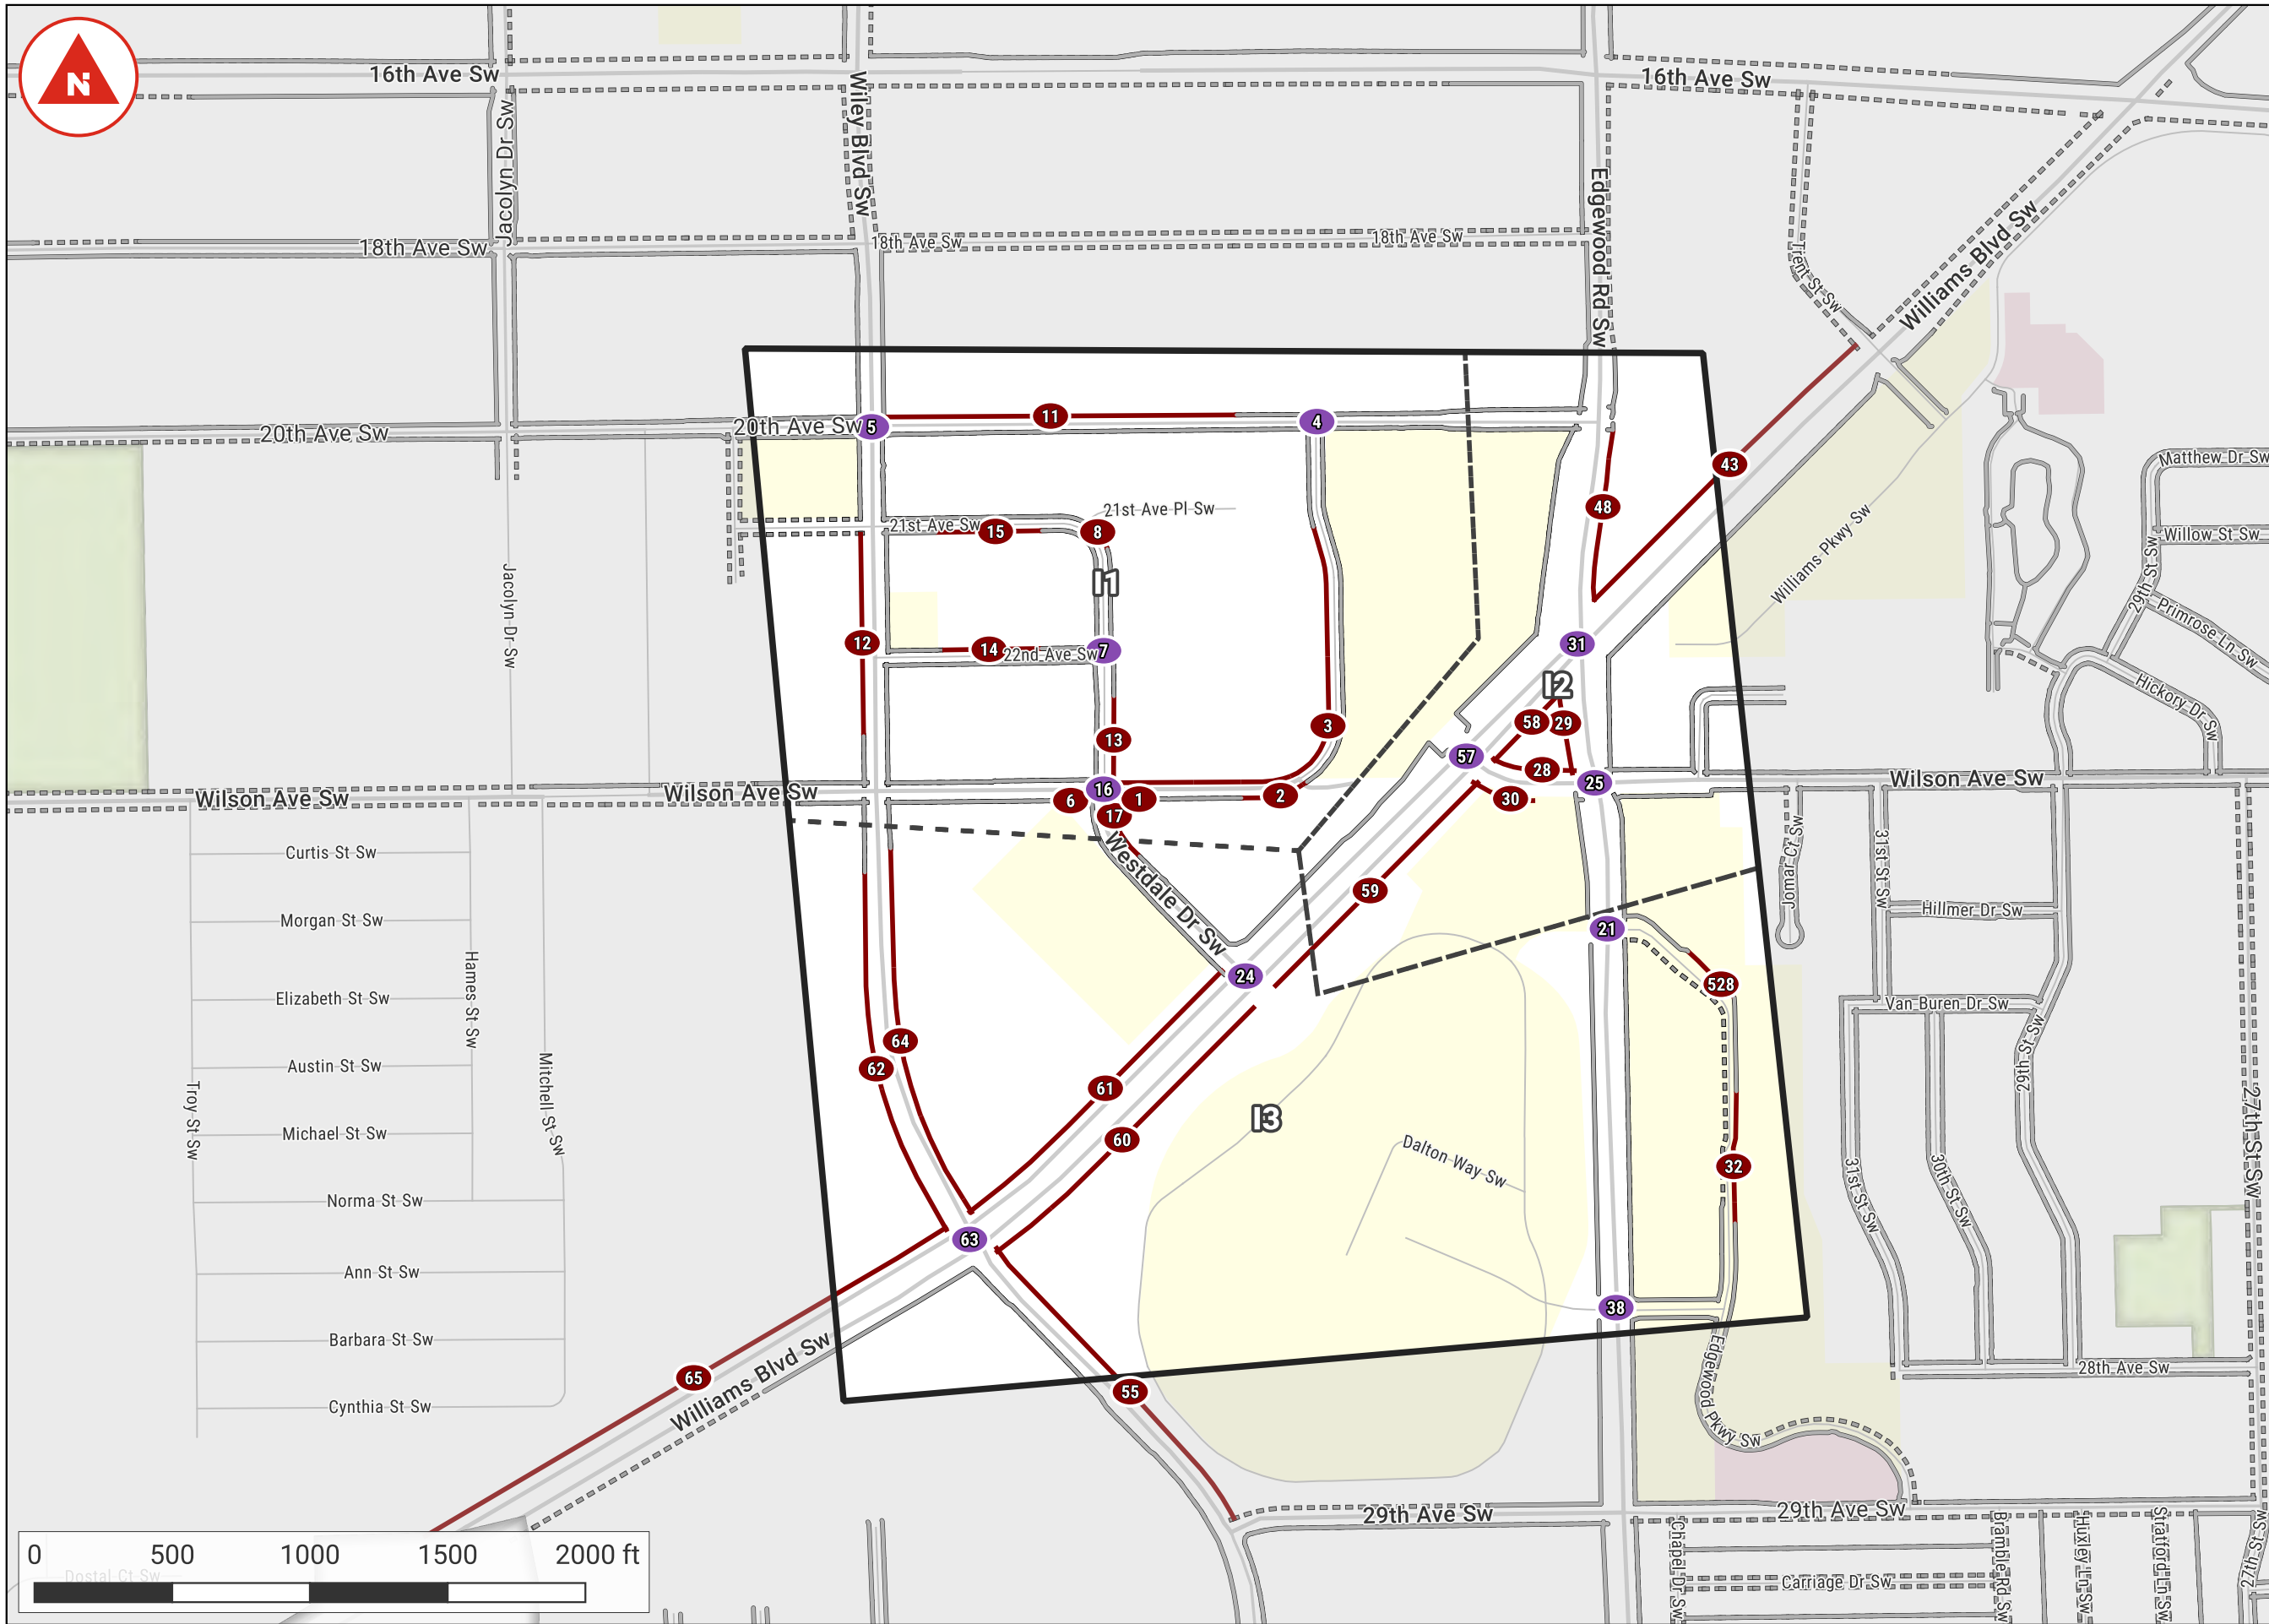 N
16th Ave Sw
16th Ave Sw
Jacolyn Dr Sw
Wiley Blvd Sw
Edgewood Rd Sw
Trent St Sw
Williams Blvd Sw
18th Ave Sw
18th Ave Sw
18th Ave Sw
20th Ave Sw
20th Ave Sw
5
11
4
43
48
Matthew Dr Sw
Willow St Sw
29th St Sw
Primrose Ln Sw
Hickory Dr Sw
Williams Pkwy Sw
21st Ave Pl Sw
21st Ave Sw
15
8
I1
Jacolyn Dr Sw
12
14
22nd Ave Sw
7
31
I2
58
29
3
13
57
28
25
Wilson Ave Sw
Wilson Ave Sw
Wilson Ave Sw
16
6
1
2
30
17
Westdale Dr Sw
59
Jomar Ct Sw
31st St Sw
Hillmer Dr Sw
Curtis St Sw
Morgan St Sw
Elizabeth St Sw
Austin St Sw
Michael St Sw
Norma St Sw
Ann St Sw
Barbara St Sw
Cynthia St Sw
Troy St Sw
Hames St Sw
Mitchell St Sw
21
24
528
Van Buren Dr Sw
29th St Sw
27th St Sw
64
62
61
60
I3
Dalton Way Sw
32
31st St Sw
30th St Sw
63
38
28th Ave Sw
65
Williams Blvd Sw
55
Edgewood Pkwy Sw
29th Ave Sw
29th Ave Sw
Chapel Dr Sw
Carriage Dr Sw
Bramble Rd Sw
Huxley Ln Sw
Stratford Ln Sw
27th St Sw
0 500 1000 1500 2000 ft
Dostal Ct Sw